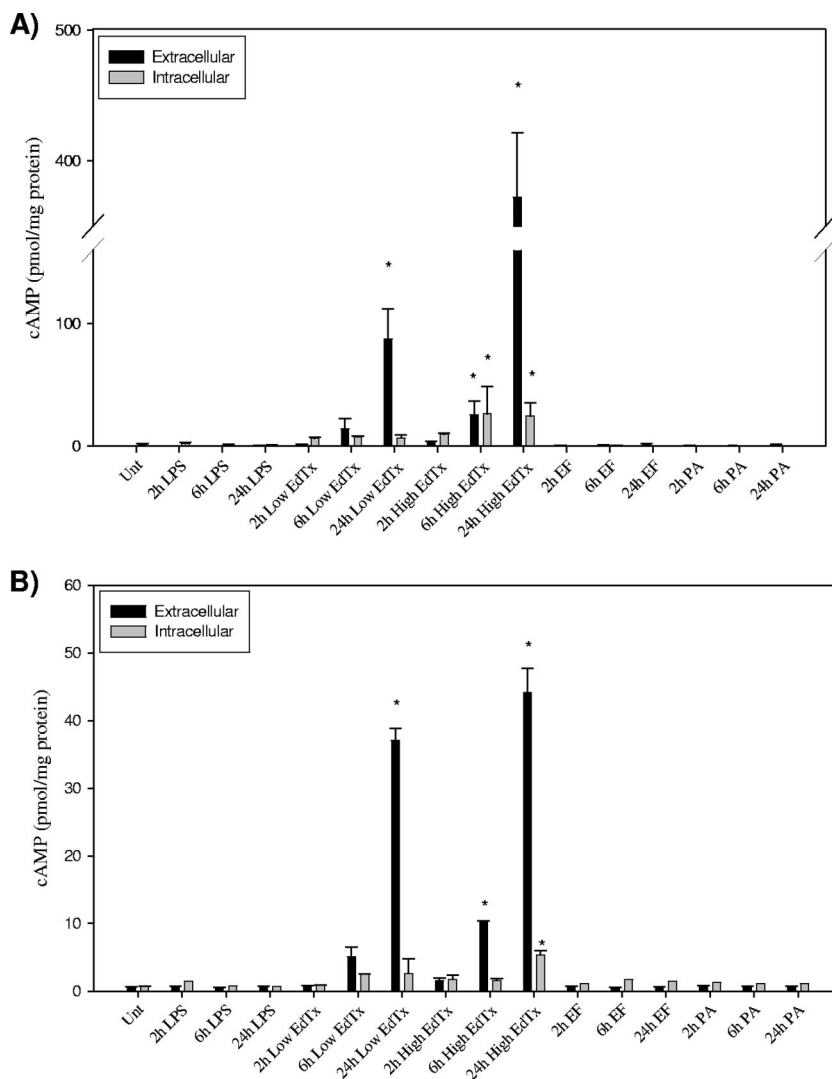 A)
500
Extracellular
Intracellular
*
400
cAMP (pmol/mg protein)
*
100
* * *
0
Unt 2h LPS 6h LPS 24h LPS 2h Low EdTx 6h Low EdTx 24h Low EdTx 2h High EdTx 6h High EdTx 24h High EdTx 2h EF 6h EF 24h EF 2h PA 6h PA 24h PA
B)
60
Extracellular
Intracellular
50
*
*
40
cAMP (pmol/mg protein)
30
20
*
10
*
0
Unt 2h LPS 6h LPS 24h LPS 2h Low EdTx 6h Low EdTx 24h Low EdTx 2h High EdTx 6h High EdTx 24h High EdTx 2h EF 6h EF 24h EF 2h PA 6h PA 24h PA